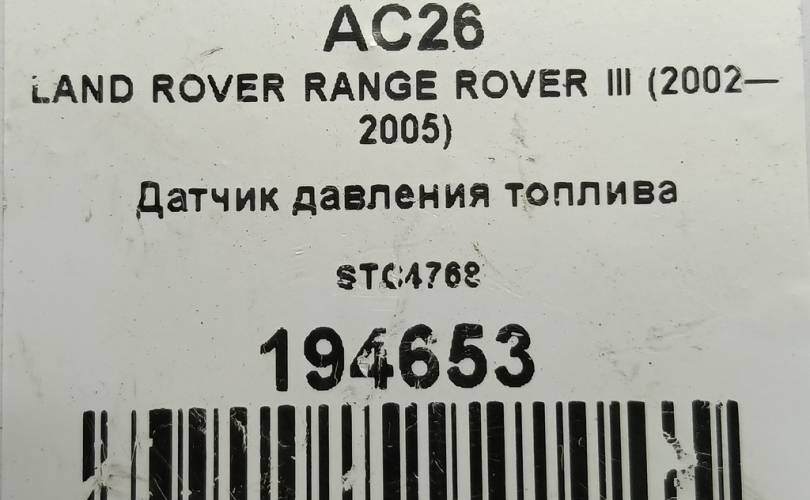 AC26
LAND ROVER RANGE ROVER III (2002—
2005)
Датчик давления топлива
STC4768
194653